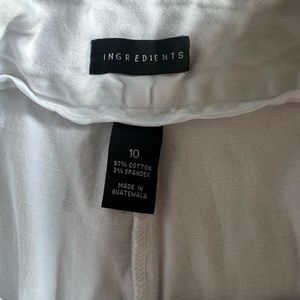 INGREDIENTS
10
97% COTTON
3% SPANDEX
MADE IN
GUATEMALA